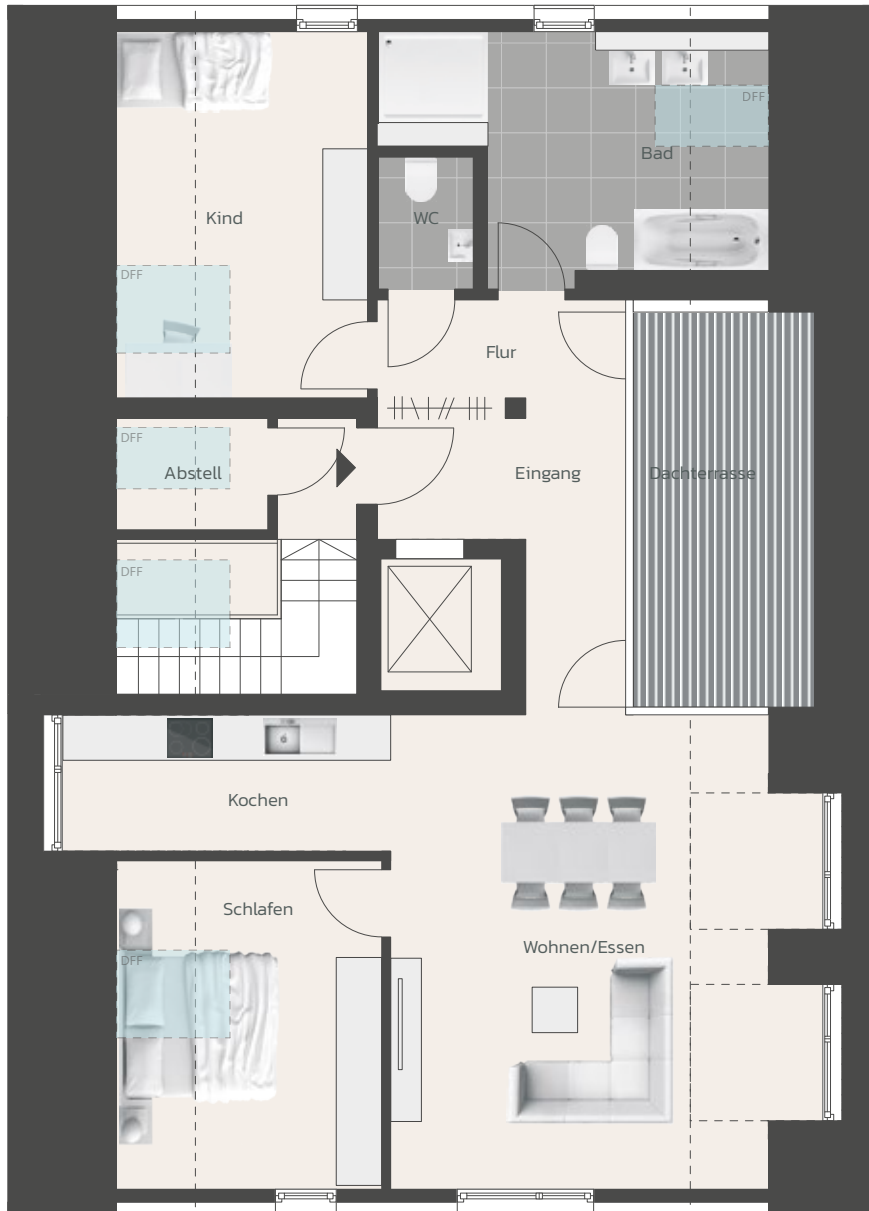 DFF
Bad
Kind
WC
DFF
Flur
DFF
Abstell
Eingang
Dachterrasse
DFF
Kochen
Schlafen
Wohnen/Essen
DFF